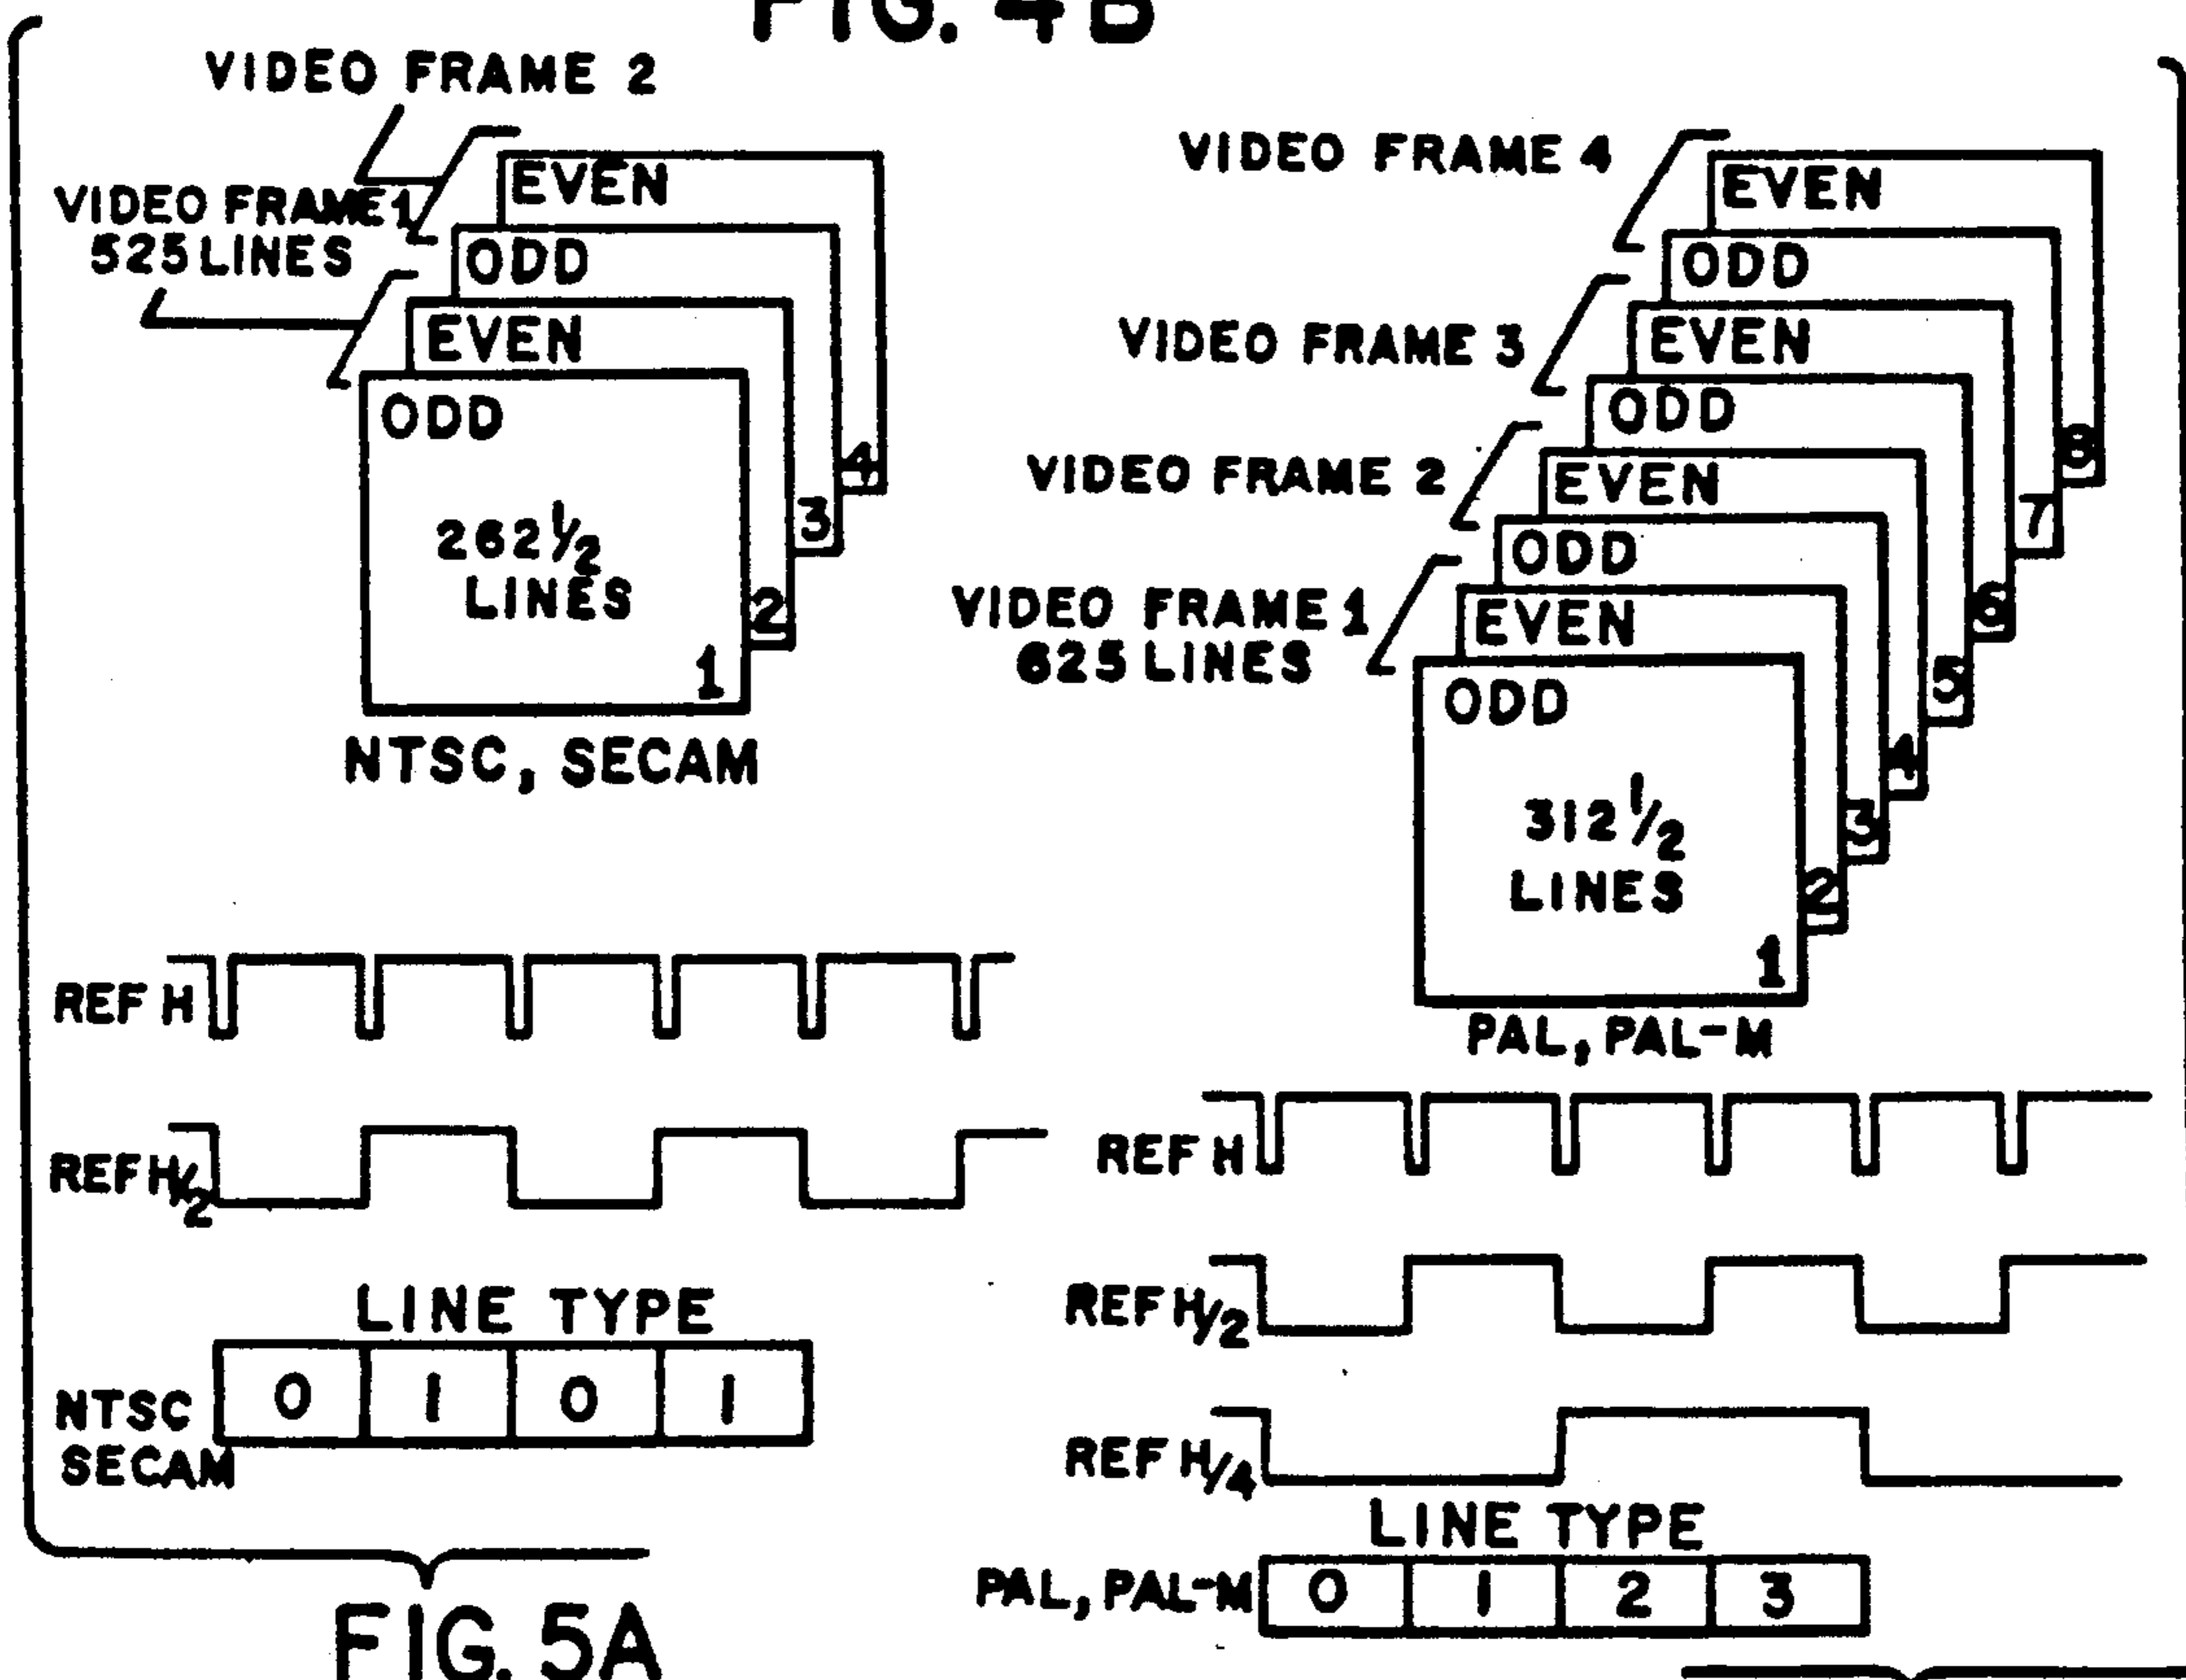 FIG. 4B
VIDEO FRAME 2
VIDEO FRAME 1
525 LINES
EVEN
ODD
EVEN
ODD
262 1/2
LINES
1
2
3
4
NTSC, SECAM
REF H
REF H/2
LINE TYPE
NTSC
SECAM
0 1 0 1
FIG. 5A
VIDEO FRAME 4
VIDEO FRAME 3
VIDEO FRAME 2
VIDEO FRAME 1
625 LINES
EVEN
ODD
EVEN
ODD
EVEN
ODD
EVEN
ODD
312 1/2
LINES
1
2
3
4
5
6
7
8
PAL, PAL-M
REF H
REF H/2
REF H/4
LINE TYPE
PAL, PAL-M 0 1 2 3